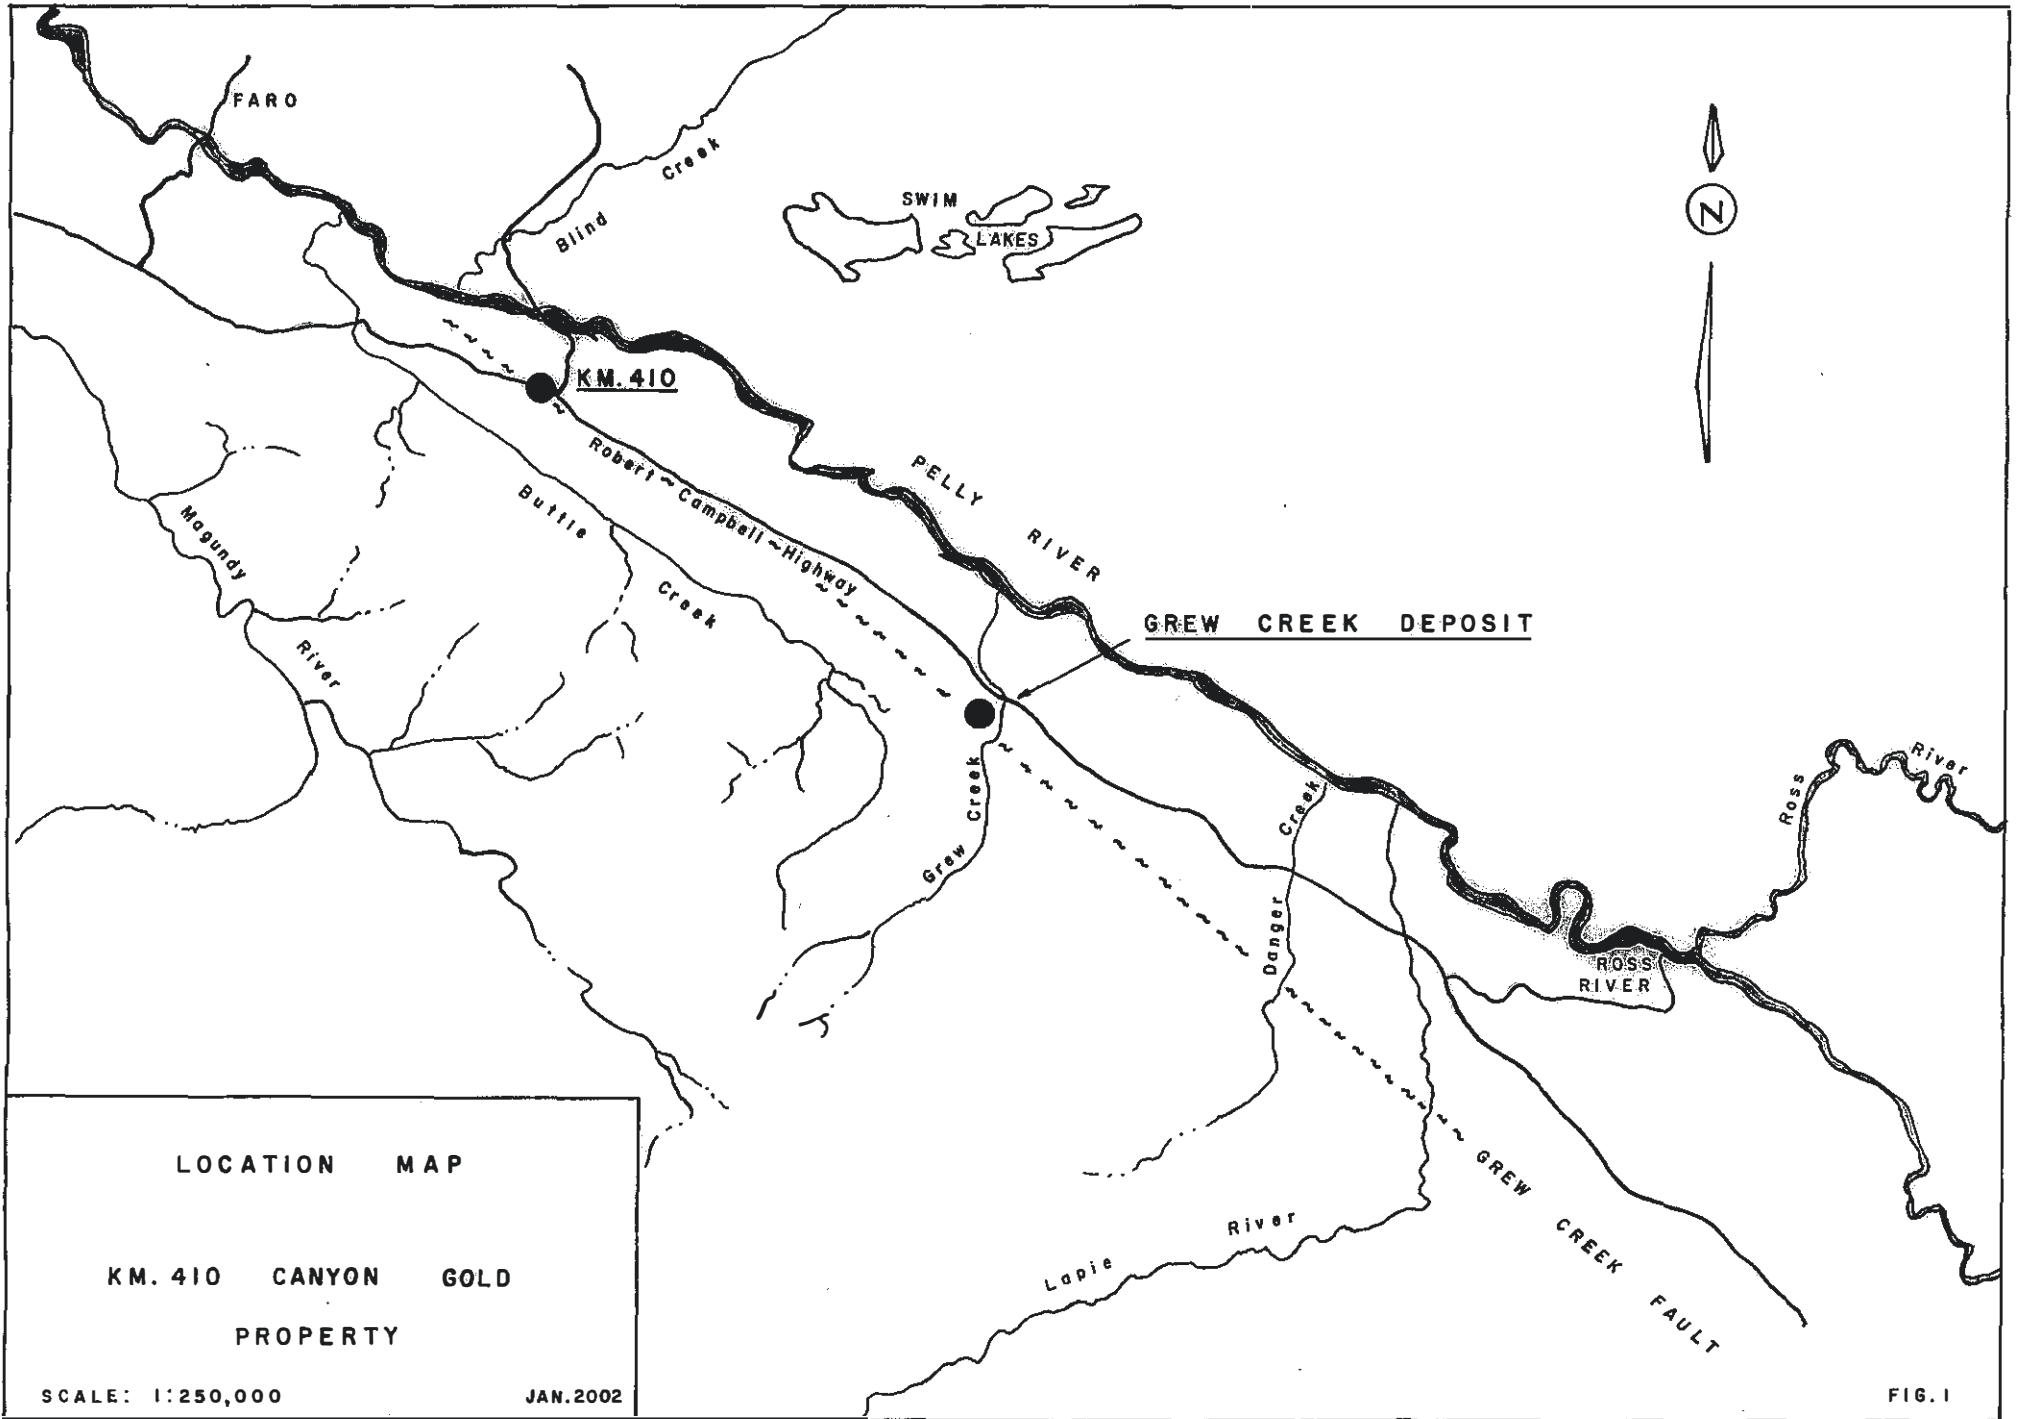 FARO
Blind Creek
SWIM
LAKES
N
KM. 410
Robert ~ Campbell ~ Highway
PELLY RIVER
Buttle Creek
Magundy River
GREW CREEK DEPOSIT
Grew Creek
Danger Creek
Ross River
ROSS
RIVER
Lapie River
GREW CREEK FAULT
LOCATION MAP
KM. 410 CANYON GOLD
PROPERTY
SCALE: 1:250,000 JAN.2002
FIG. 1